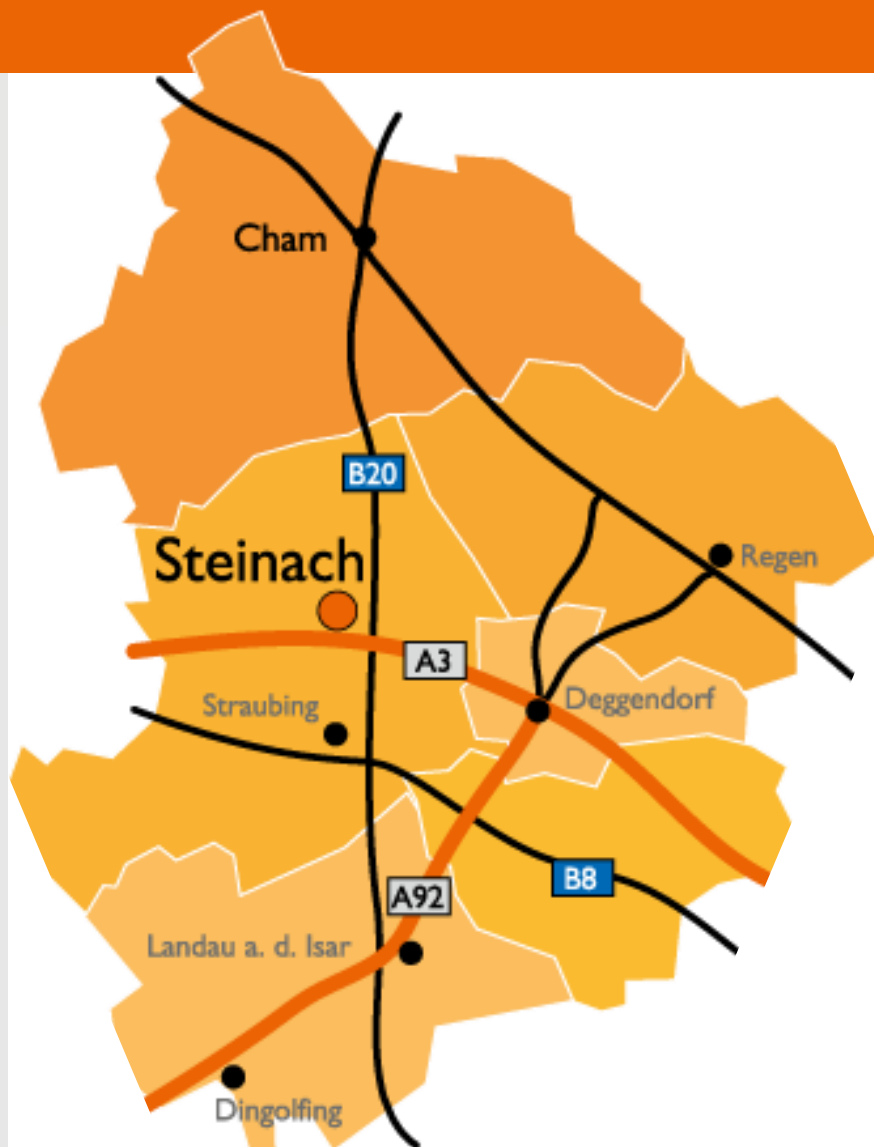 Cham
B20
Steinach
Regen
A3
Straubing
Deggendorf
B8
A92
Landau a. d. Isar
Dingolfing